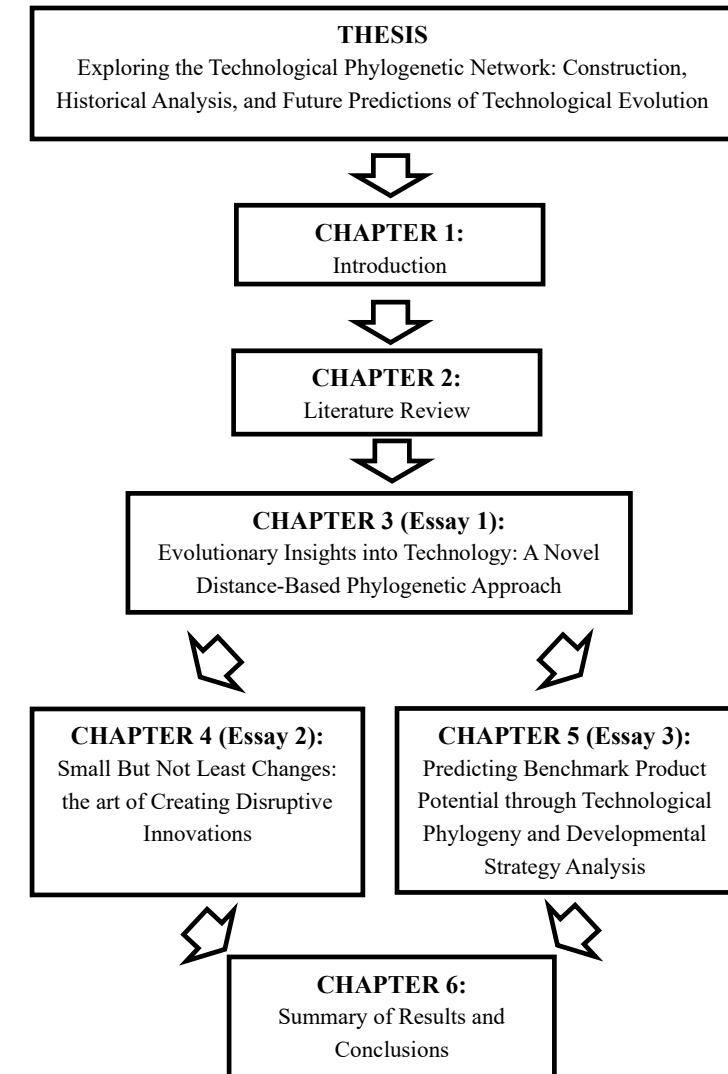 THESIS
Exploring the Technological Phylogenetic Network: Construction,
Historical Analysis, and Future Predictions of Technological Evolution
CHAPTER 1:
Introduction
CHAPTER 2:
Literature Review
CHAPTER 3 (Essay 1):
Evolutionary Insights into Technology: A Novel
Distance-Based Phylogenetic Approach
CHAPTER 4 (Essay 2):
Small But Not Least Changes:
the art of Creating Disruptive
Innovations
CHAPTER 5 (Essay 3):
Predicting Benchmark Product
Potential through Technological
Phylogeny and Developmental
Strategy Analysis
CHAPTER 6:
Summary of Results and
Conclusions